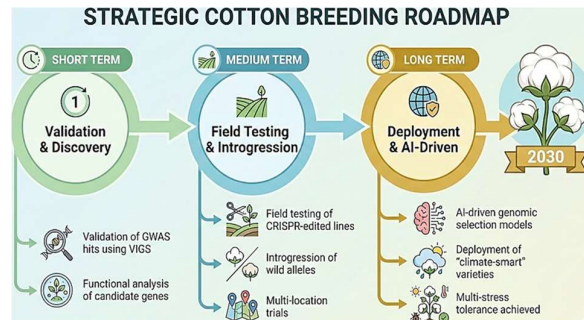 STRATEGIC COTTON BREEDING ROADMAP
SHORT TERM
1
Validation
& Discovery
Validation of GWAS
hits using VIGS
Functional analysis
of candidate genes
MEDIUM TERM
Field Testing
& Introgression
Field testing of
CRISPR-edited lines
Introgression of
wild alleles
Multi-location
trials
LONG TERM
Deployment
& AI-Driven
AI-driven genomic
selection models
Deployment of
"climate-smart"
varieties
Multi-stress
tolerance achieved
2030